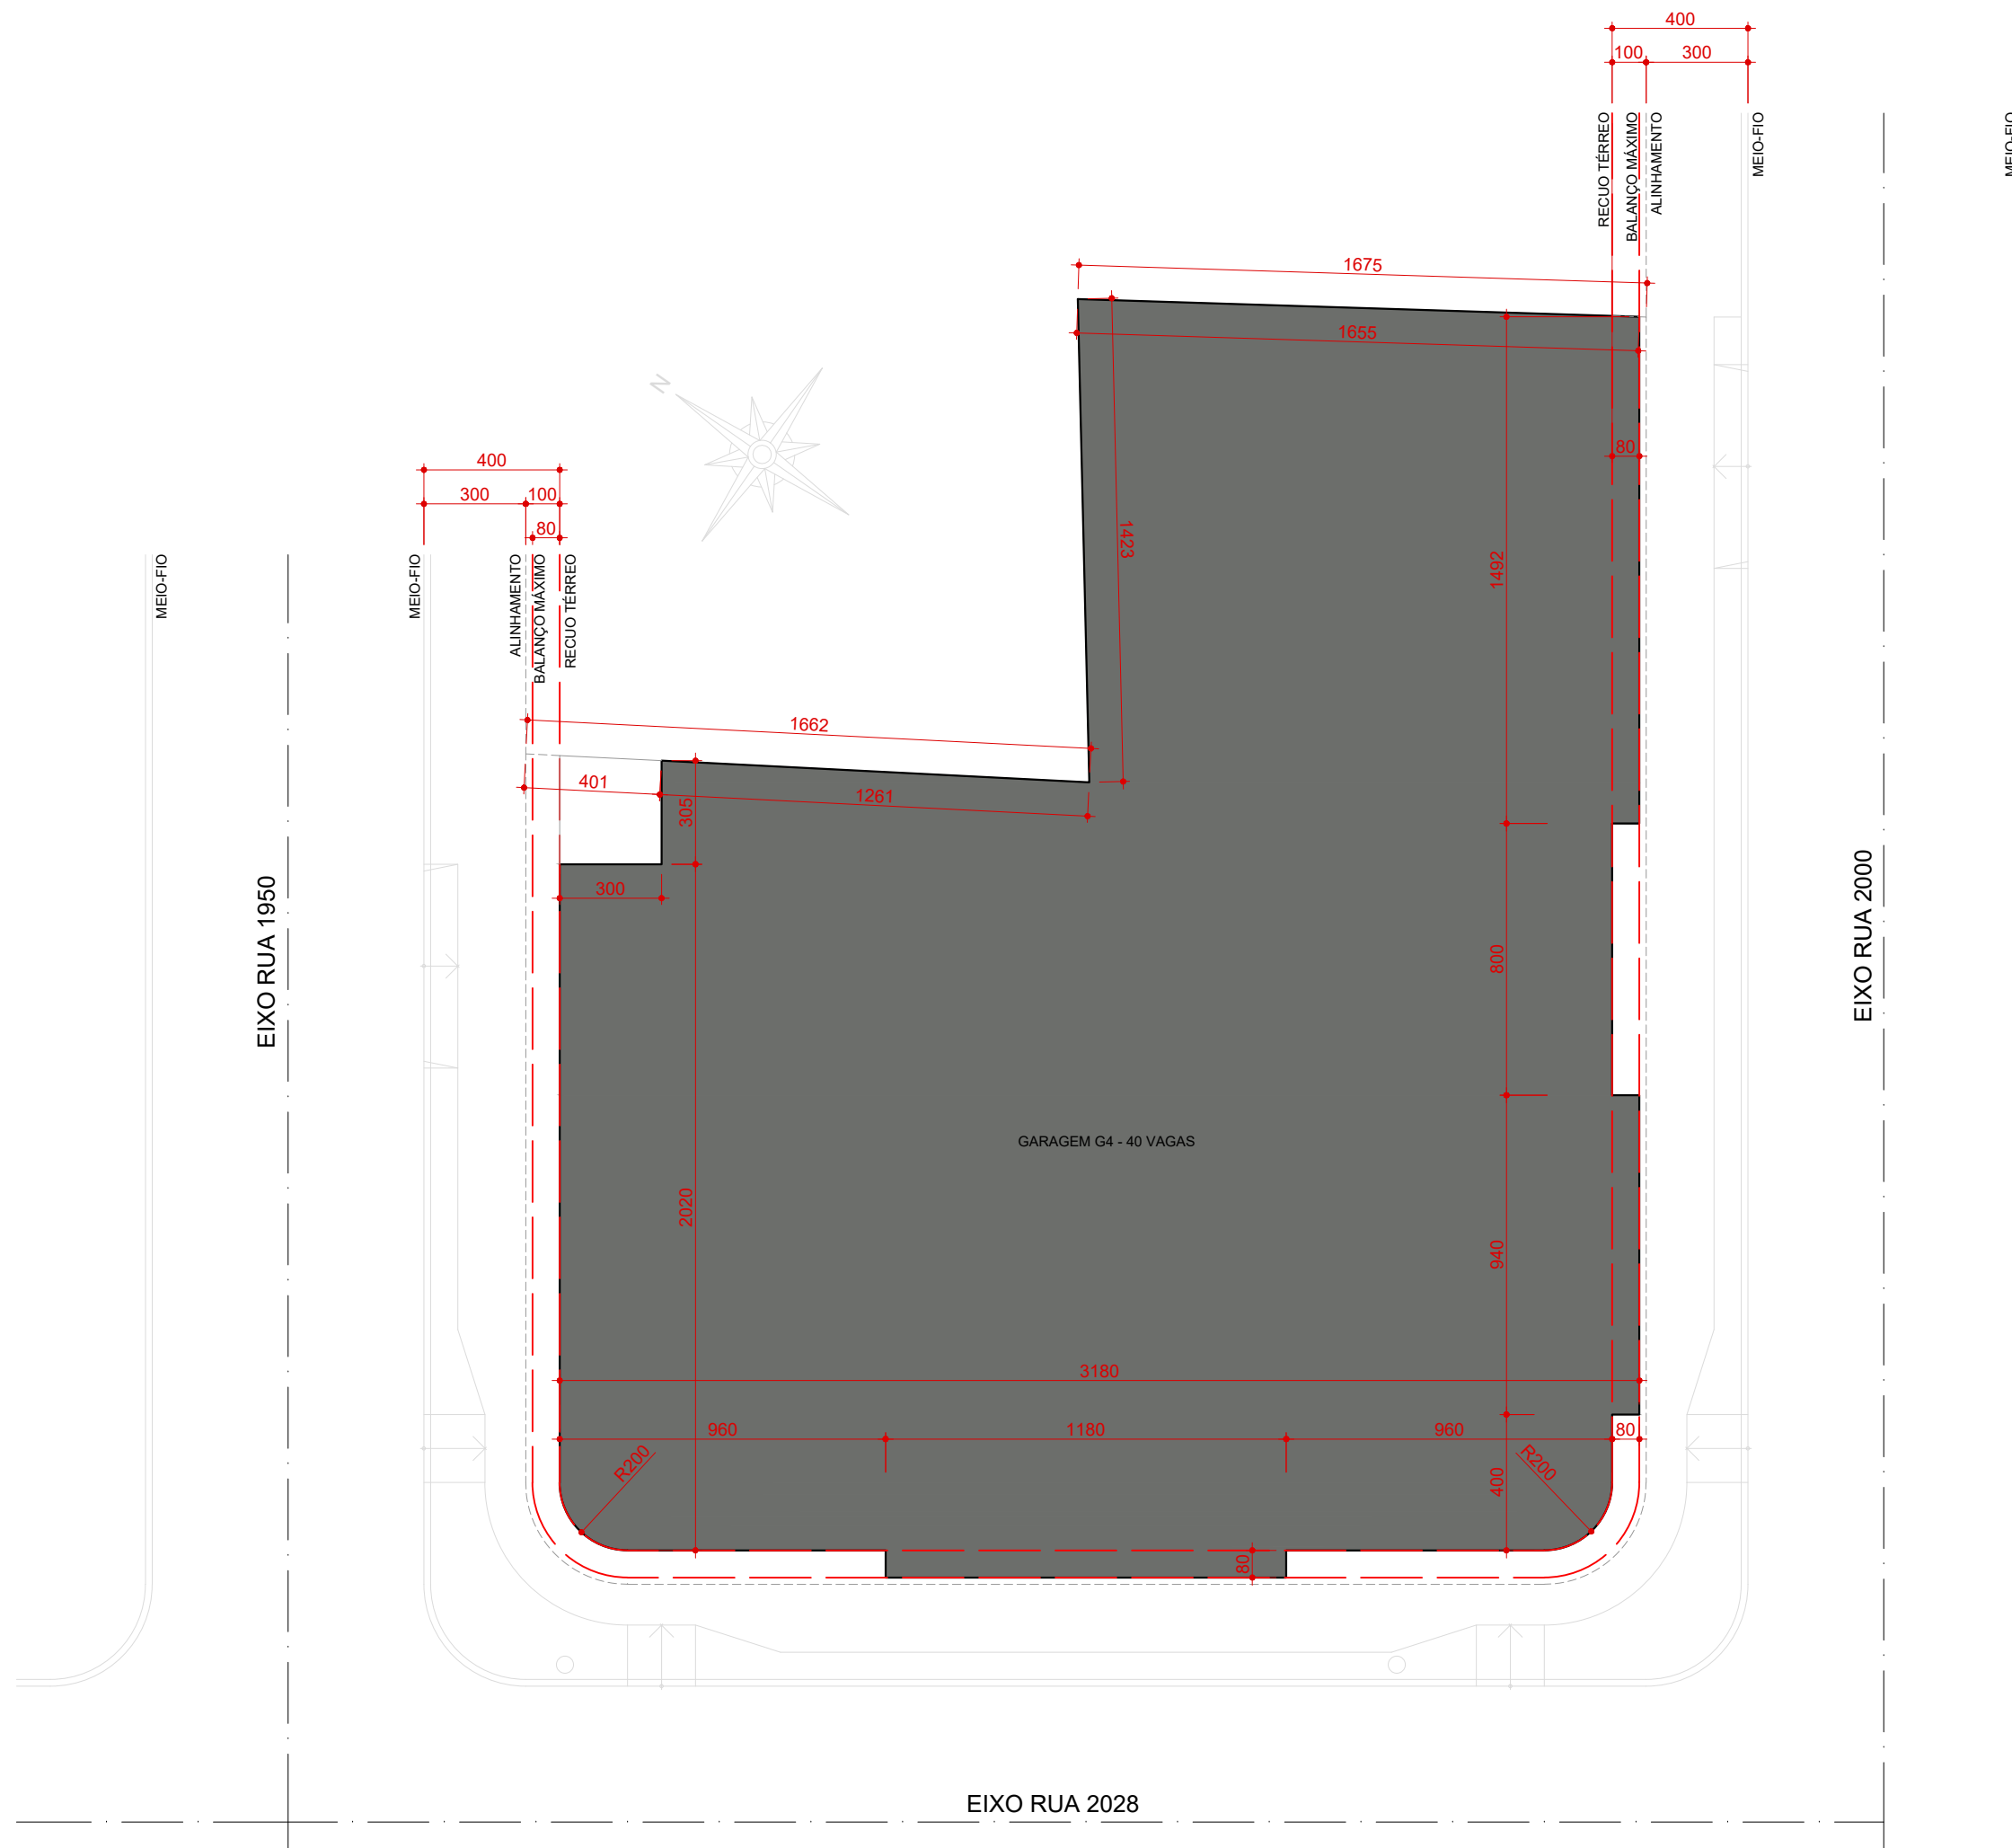 400
100
300
RECUO TÉRREO
BALANÇO MÁXIMO
ALINHAMENTO
MEIO-FIO
MEIO-FIO
1675
1655
N
80
400
300
100
80
1423
1492
MEIO-FIO
MEIO-FIO
ALINHAMENTO
BALANÇO MÁXIMO
RECUO TÉRREO
1662
401
1261
305
300
EIXO RUA 1950
EIXO RUA 2000
800
GARAGEM G4 - 40 VAGAS
2020
940
3180
960
1180
960
80
R200
R200
400
80
EIXO RUA 2028